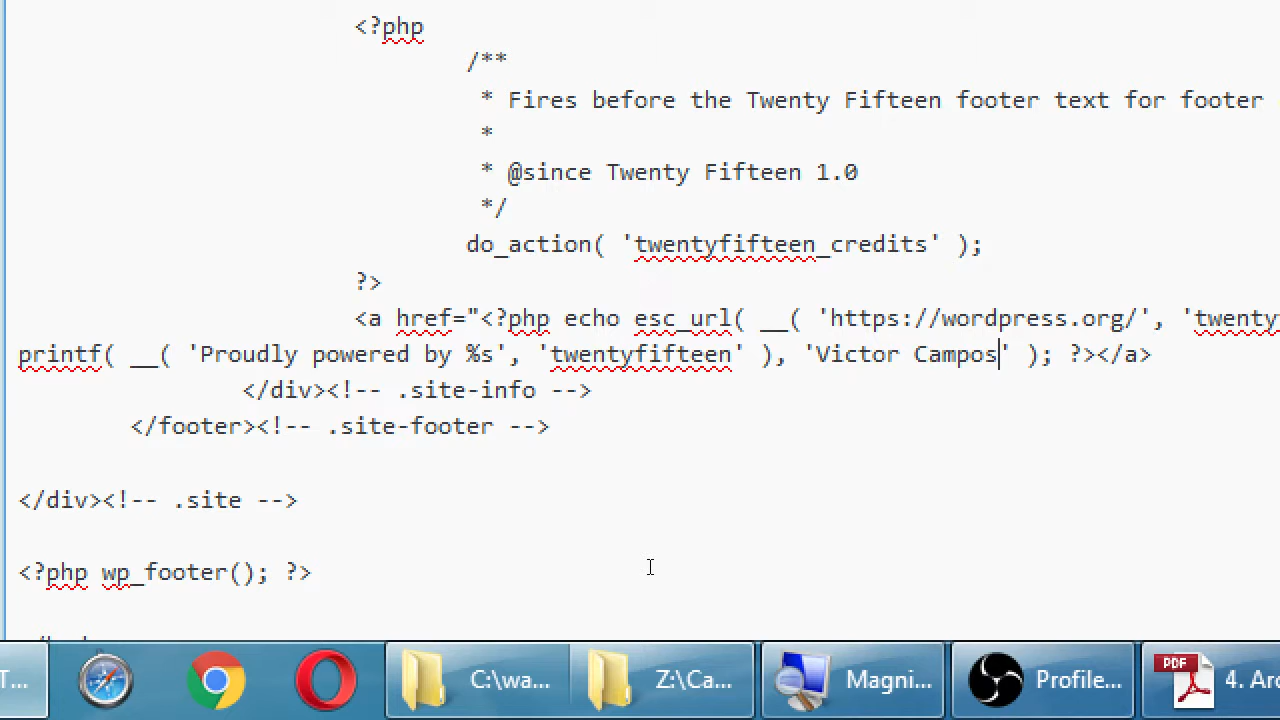 <?php
/**
* Fires before the Twenty Fifteen footer text for footer
*
* @since Twenty Fifteen 1.0
*/
do_action( 'twentyfifteen_credits' );
?>
<a href="<?php echo esc_url( __( 'https://wordpress.org/', 'twenty
printf( __( 'Proudly powered by %s', 'twentyfifteen' ), 'Victor Campos' ); ?></a>
</div><!-- .site-info -->
</footer><!-- .site-footer -->
</div><!-- .site -->
<?php wp_footer(); ?>
T... C:\wa... Z:\Ca... Magni... Profile... PDF 4. Arc